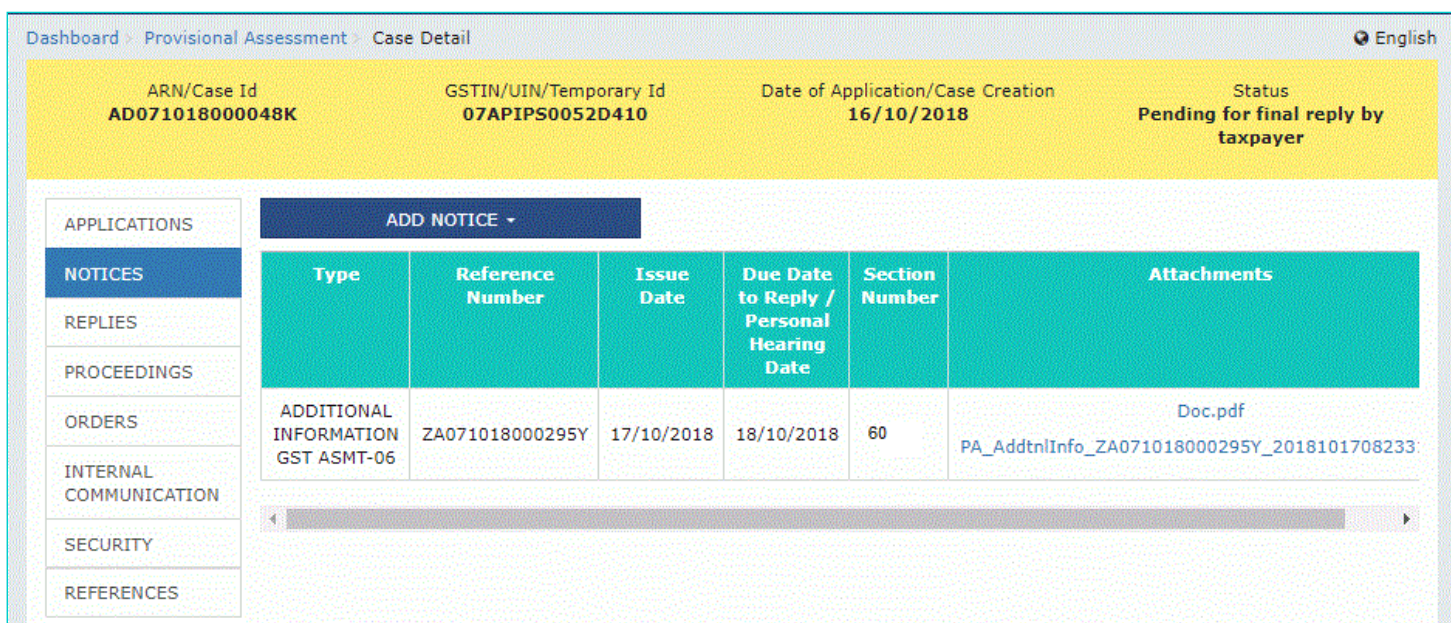 Dashboard > Provisional Assessment > Case Detail
English
ARN/Case Id
AD071018000048K
GSTIN/UIN/Temporary Id
07APIPS0052D410
Date of Application/Case Creation
16/10/2018
Status
Pending for final reply by
taxpayer
APPLICATIONS
NOTICES
REPLIES
PROCEEDINGS
ORDERS
INTERNAL
COMMUNICATION
SECURITY
REFERENCES
ADD NOTICE
Type
Reference
Number
Issue
Date
Due Date
to Reply /
Personal
Hearing
Date
Section
Number
Attachments
ADDITIONAL
INFORMATION
GST ASMT-06
ZA071018000295Y
17/10/2018
18/10/2018
60
Doc.pdf
PA_AddtnlInfo_ZA071018000295Y_2018101708233